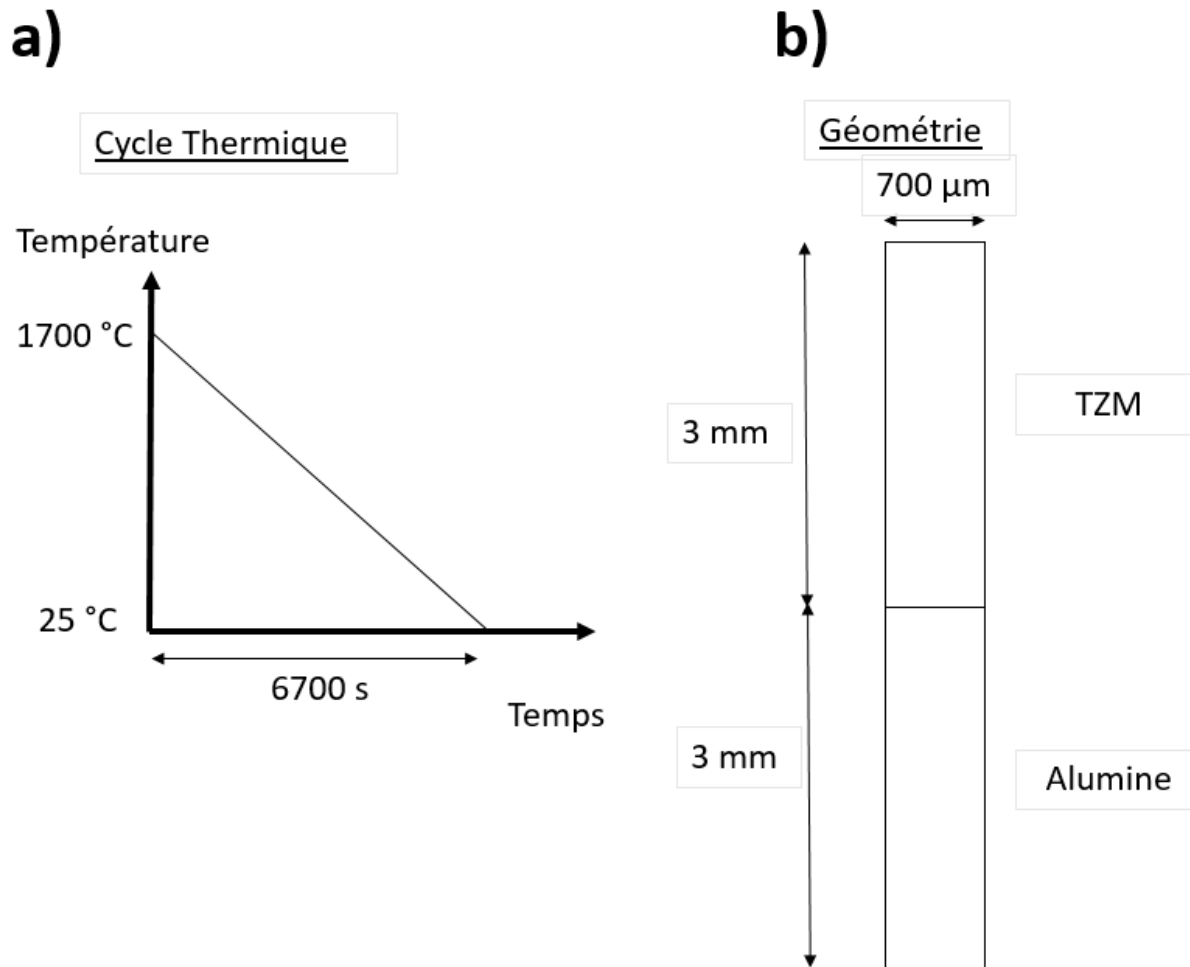 a)
Cycle Thermique
Température
1700 °C
25 °C
6700 s
Temps
b)
Géométrie
700 µm
3 mm
TZM
3 mm
Alumine